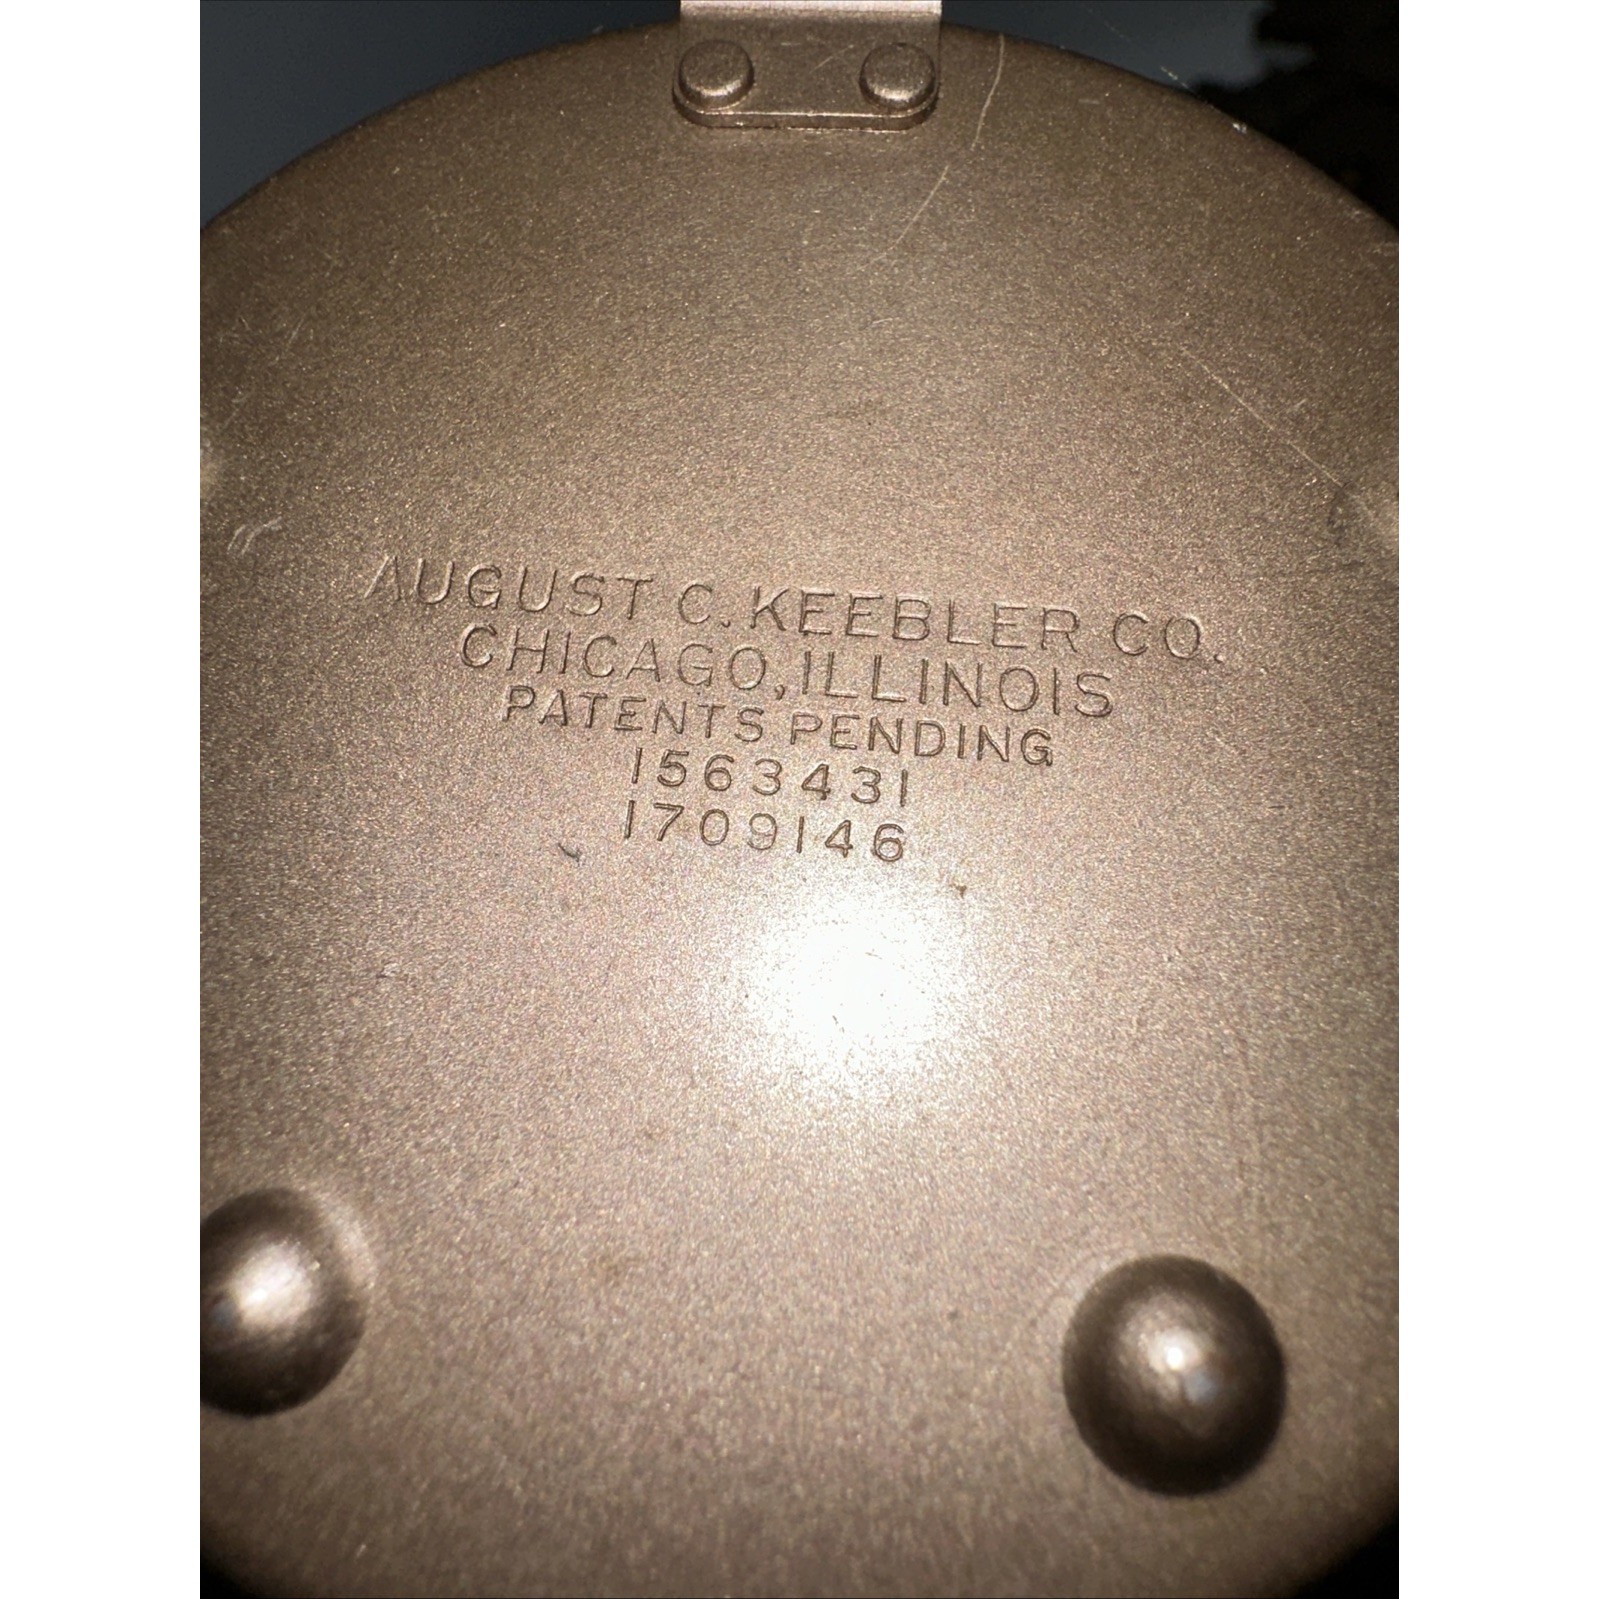 AUGUST C. KEEBLER CO.
CHICAGO, ILLINOIS
PATENTS PENDING
1563431
1709146